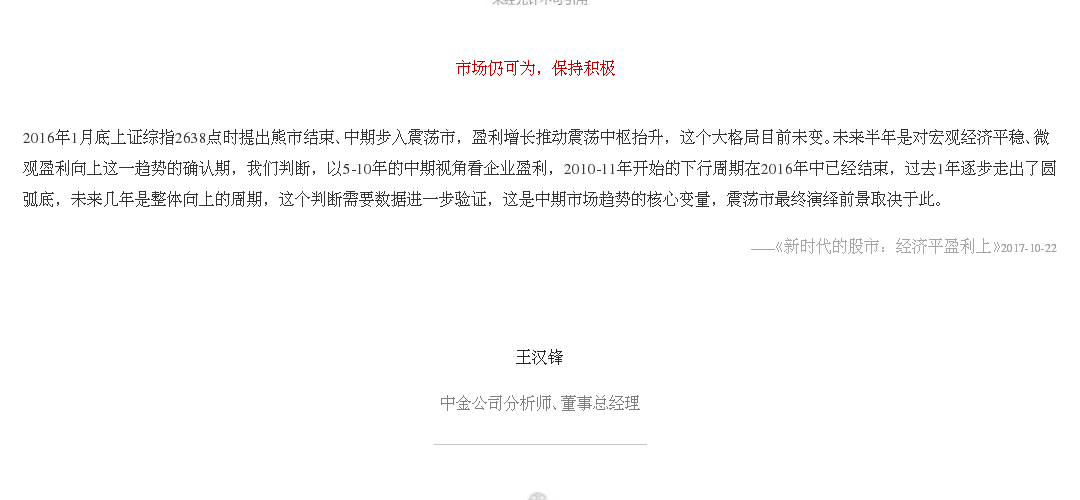 市场仍可为，保持积极
2016年1月底上证综指2638点时提出熊市结束、中期步入震荡市，盈利增长推动震荡中枢抬升，这个大格局目前未变。未来半年是对宏观经济平稳、微
观盈利向上这一趋势的确认期，我们判断，以5-10年的中期视角看企业盈利，2010-11年开始的下行周期在2016年中已经结束，过去1年逐步走出了圆
弧底，未来几年是整体向上的周期，这个判断需要数据进一步验证，这是中期市场趋势的核心变量，震荡市最终演绎前景取决于此。
——《新时代的股市：经济平盈利上》2017-10-22
王汉锋
中金公司分析师、董事总经理